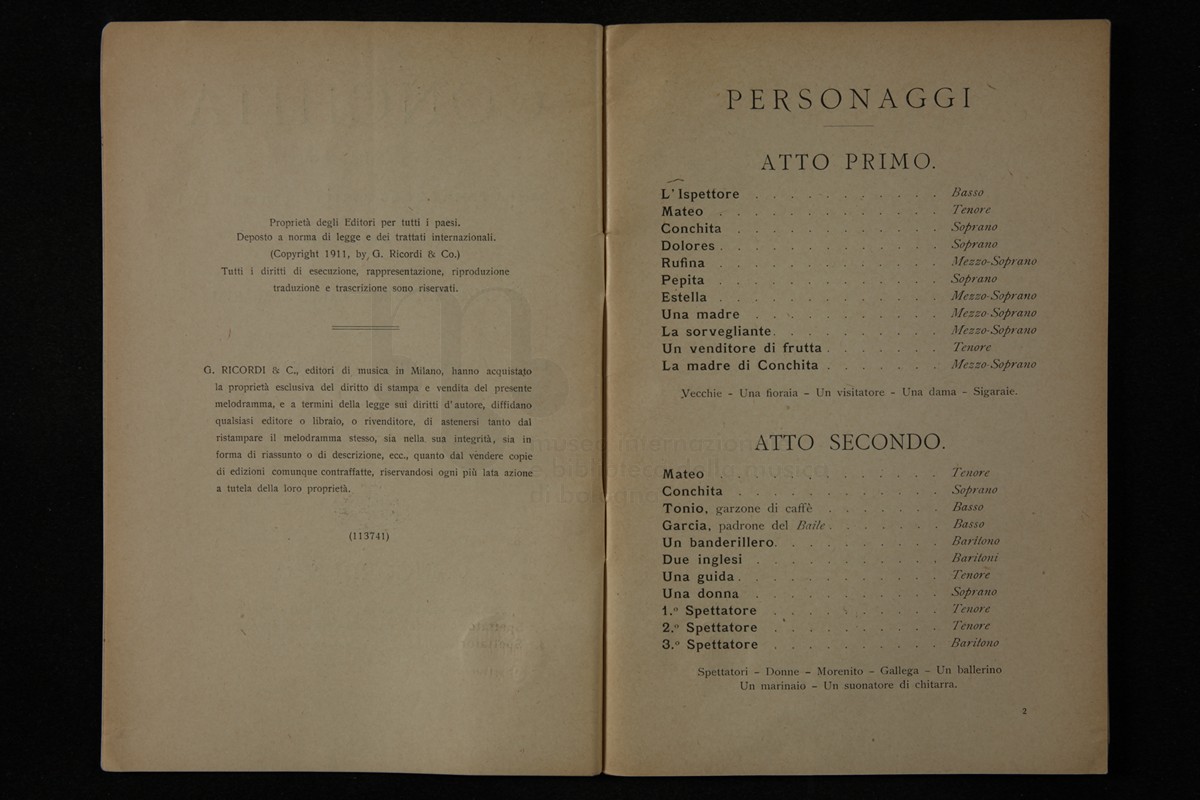 Proprietà degli Editori per tutti i paesi.
Deposto a norma di legge e dei trattati internazionali.
(Copyright 1911, by G. Ricordi & Co.)
Tutti i diritti di esecuzione, rappresentazione, riproduzione
traduzione e trascrizione sono riservati.
G. RICORDI & C., editori di musica in Milano, hanno acquistato
la proprietà esclusiva del diritto di stampa e vendita del presente
melodramma, e a termini della legge sui diritti d'autore, diffidano
qualsiasi editore o libraio, o rivenditore, di astenersi tanto dal
ristampare il melodramma stesso, sia nella sua integrità, sia in
forma di riassunto o di descrizione, ecc., quanto dal vendere copie
di edizioni comunque contraffatte, riservandosi ogni più lata azione
a tutela della loro proprietà.
(113741)
PERSONAGGI
ATTO PRIMO.
L'Ispettore . . . . . . . . . . . Basso
Mateo . . . . . . . . . . . . . Tenore
Conchita . . . . . . . . . . . . Soprano
Dolores . . . . . . . . . . . . . Soprano
Rufina . . . . . . . . . . . . . Mezzo-Soprano
Pepita . . . . . . . . . . . . . Soprano
Estella . . . . . . . . . . . . . Mezzo-Soprano
Una madre . . . . . . . . . . . Mezzo-Soprano
La sorvegliante. . . . . . . . . . Mezzo-Soprano
Un venditore di frutta . . . . . . . Tenore
La madre di Conchita . . . . . . . Mezzo-Soprano
Vecchie - Una fioraia - Un visitatore - Una dama - Sigaraie.
ATTO SECONDO.
Mateo . . . . . . . . . . . . . Tenore
Conchita . . . . . . . . . . . . Soprano
Tonio, garzone di caffè . . . . . . . Basso
Garcia, padrone del Baile . . . . . . . Basso
Un banderillero. . . . . . . . . . Baritono
Due inglesi . . . . . . . . . . . Baritoni
Una guida . . . . . . . . . . . . Tenore
Una donna . . . . . . . . . . . Soprano
1.º Spettatore . . . . . . . . . . Tenore
2.º Spettatore . . . . . . . . . . Tenore
3.º Spettatore . . . . . . . . . . Baritono
Spettatori - Donne - Morenito - Gallega - Un ballerino
Un marinaio - Un suonatore di chitarra.
2
museo internazionale
e biblioteca della musica
di bologna